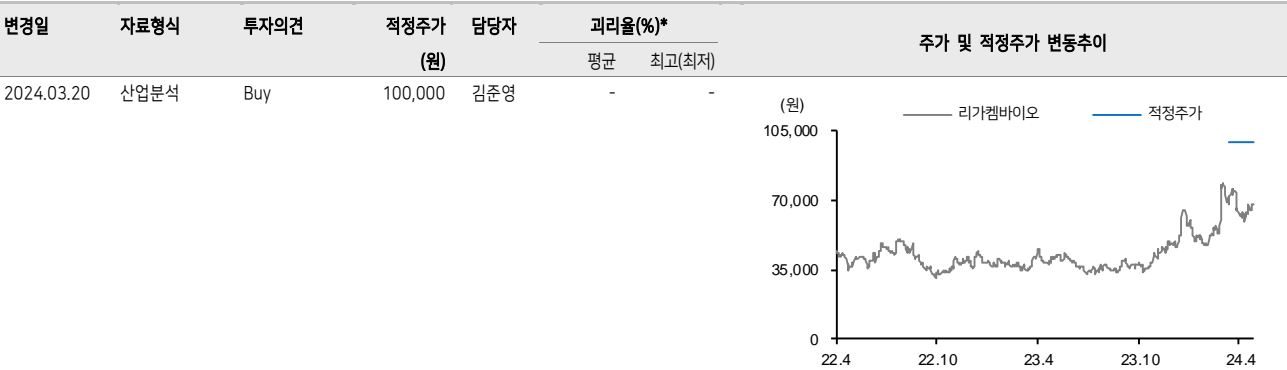 변경일 자료형식 투자의견 적정주가 담당자 괴리율(%)* 주가 및 적정주가 변동추이
(원) 평균 최고(최저)
2024.03.20 산업분석 Buy 100,000 김준영 - -
(원)
리가켐바이오 적정주가
105,000
70,000
35,000
0
22.4 22.10 23.4 23.10 24.4